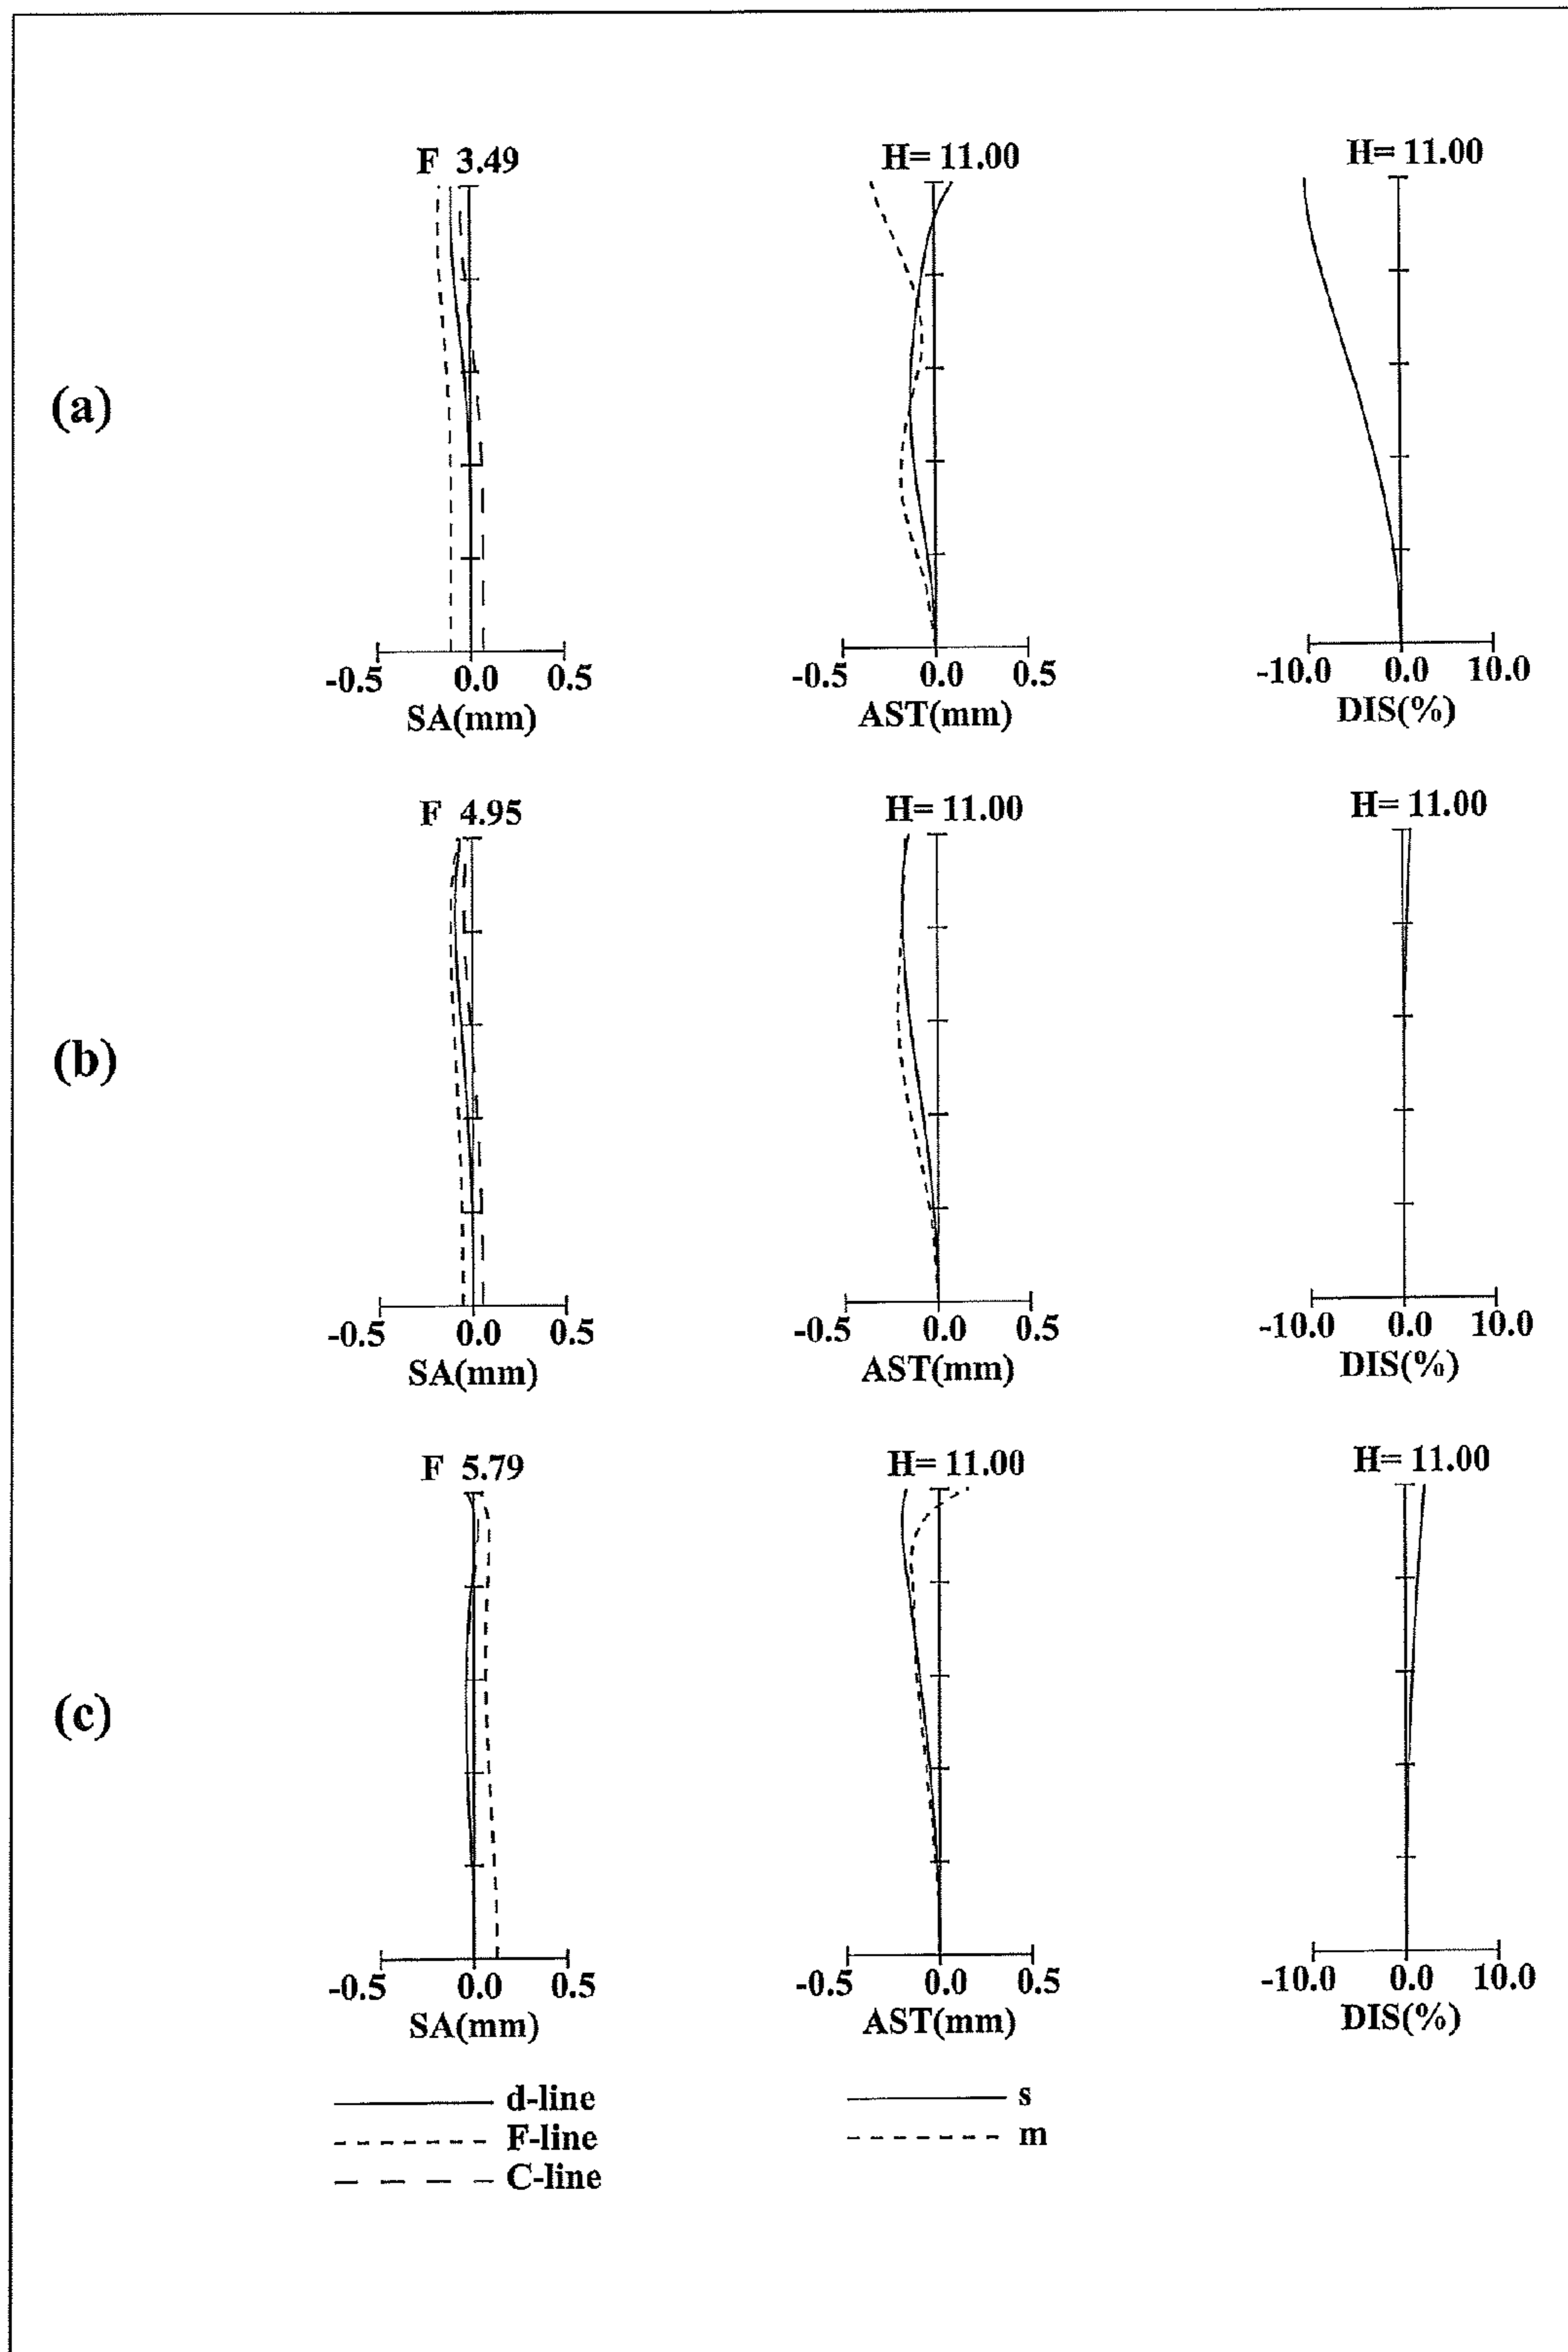 (a)
F 3.49
-0.5 0.0 0.5
SA(mm)
H= 11.00
-0.5 0.0 0.5
AST(mm)
H= 11.00
-10.0 0.0 10.0
DIS(%)
(b)
F 4.95
-0.5 0.0 0.5
SA(mm)
H= 11.00
-0.5 0.0 0.5
AST(mm)
H= 11.00
-10.0 0.0 10.0
DIS(%)
(c)
F 5.79
-0.5 0.0 0.5
SA(mm)
H= 11.00
-0.5 0.0 0.5
AST(mm)
H= 11.00
-10.0 0.0 10.0
DIS(%)
d-line
F-line
C-line
s
m